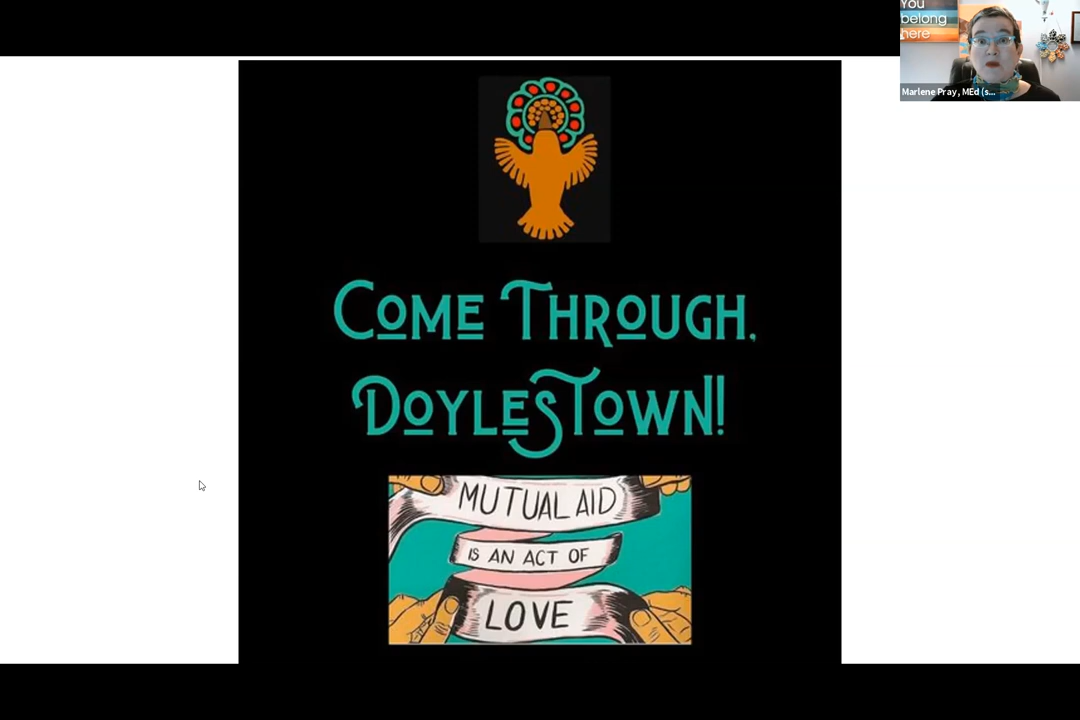 You
belong
here
Marlene Pray, MEd (s...
Come Through,
Doylestown!
MUTUAL AID
IS AN ACT OF
LOVE